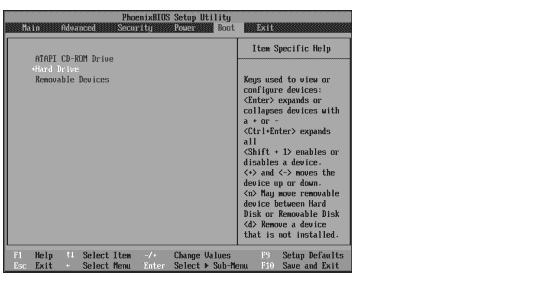 PhoenixBIOS Setup Utility
Main Advanced Security Power Boot Exit
ATAPI CD-ROM Drive
+Hard Drive
Removable Devices
Item Specific Help
Keys used to view or
configure devices:
<Enter> expands or
collapses devices with
a + or -
<Ctrl+Enter> expands
all
<Shift + 1> enables or
disables a device.
<+> and <-> moves the
device up or down.
<n> May move removable
device between Hard
Disk or Removable Disk
<d> Remove a device
that is not installed.
F1 Help ↑↓ Select Item -/+ Change Values F9 Setup Defaults
Esc Exit Select Menu Enter Select ▶ Sub-Menu F10 Save and Exit